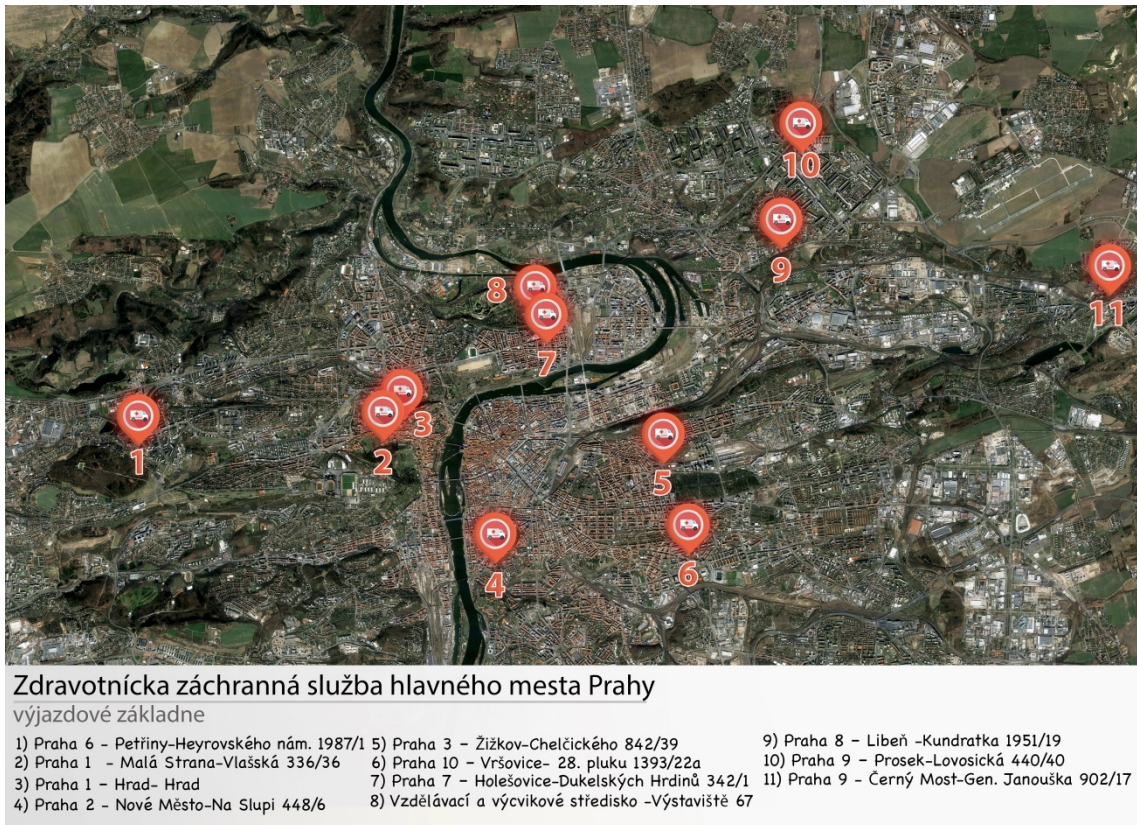 10
9
8
11
7
3
1
2
5
4
6
Zdravotnícka záchranná služba hlavného mesta Prahy
výjazdové základne
1) Praha 6 - Petřiny-Heyrovského nám. 1987/1
2) Praha 1 - Malá Strana-Vlašská 336/36
3) Praha 1 - Hrad- Hrad
4) Praha 2 - Nové Město-Na Slupi 448/6
5) Praha 3 - Žižkov-Chelčického 842/39
6) Praha 10 - Vršovice- 28. pluku 1393/22a
7) Praha 7 - Holešovice-Dukelských Hrdinů 342/1
8) Vzdělávací a výcvikové středisko -Výstaviště 67
9) Praha 8 - Libeň -Kundratka 1951/19
10) Praha 9 - Prosek-Lovosická 440/40
11) Praha 9 - Černý Most-Gen. Janouška 902/17